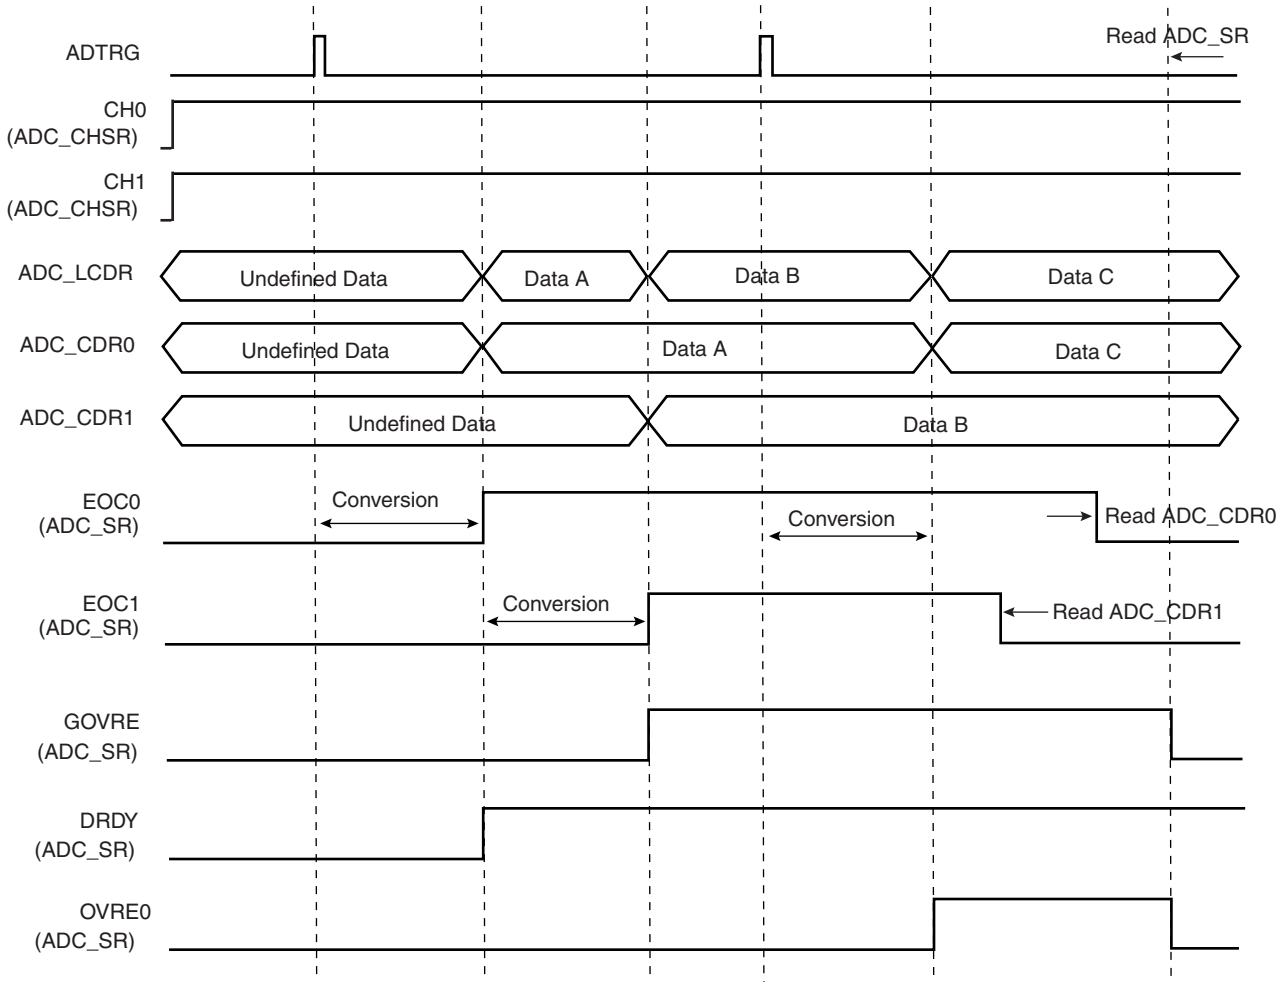 Read ADC_SR
ADTRG
CH0
(ADC_CHSR)
CH1
(ADC_CHSR)
ADC_LCDR
Undefined Data
Data A
Data B
Data C
ADC_CDR0
Undefined Data
Data A
Data C
ADC_CDR1
Undefined Data
Data B
EOC0
(ADC_SR)
Conversion
Conversion
Read ADC_CDR0
EOC1
(ADC_SR)
Conversion
Read ADC_CDR1
GOVRE
(ADC_SR)
DRDY
(ADC_SR)
OVRE0
(ADC_SR)